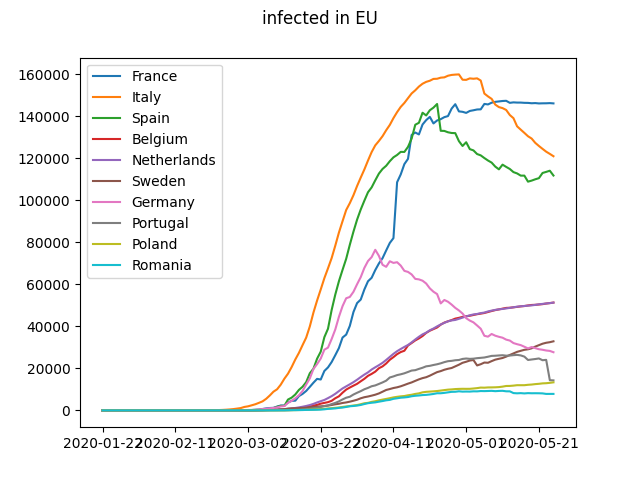 infected in EU
160000
140000
120000
100000
80000
60000
40000
20000
0
France
Italy
Spain
Belgium
Netherlands
Sweden
Germany
Portugal
Poland
Romania
2020-01-22 2020-02-11 2020-03-02 2020-03-22 2020-04-11 2020-05-01 2020-05-21